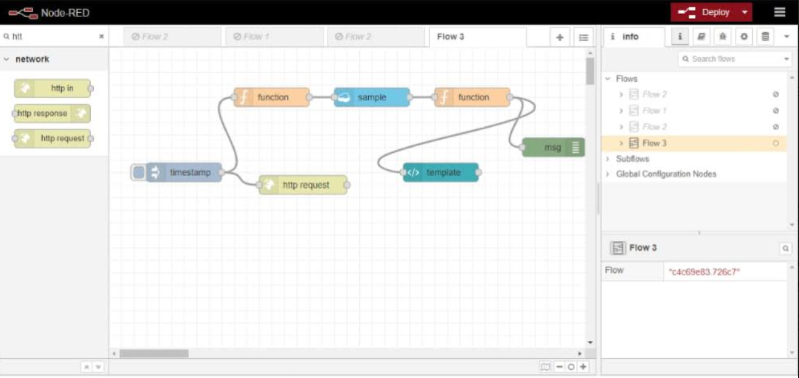 Node-RED
Deploy
htt
Flow 2
Flow 1
Flow 2
Flow 3
i info
i
network
Search flows
http in
http response
http request
function
sample
function
msg
timestamp
http request
template
Flows
Flow 2
Flow 1
Flow 2
Flow 3
Subflows
Global Configuration Nodes
Flow 3
Flow "c4c69e83.726c7"